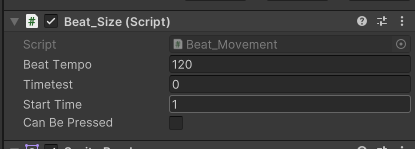 Beat_Size (Script)
Script Beat_Movement
Beat Tempo 120
Timetest 0
Start Time 1
Can Be Pressed